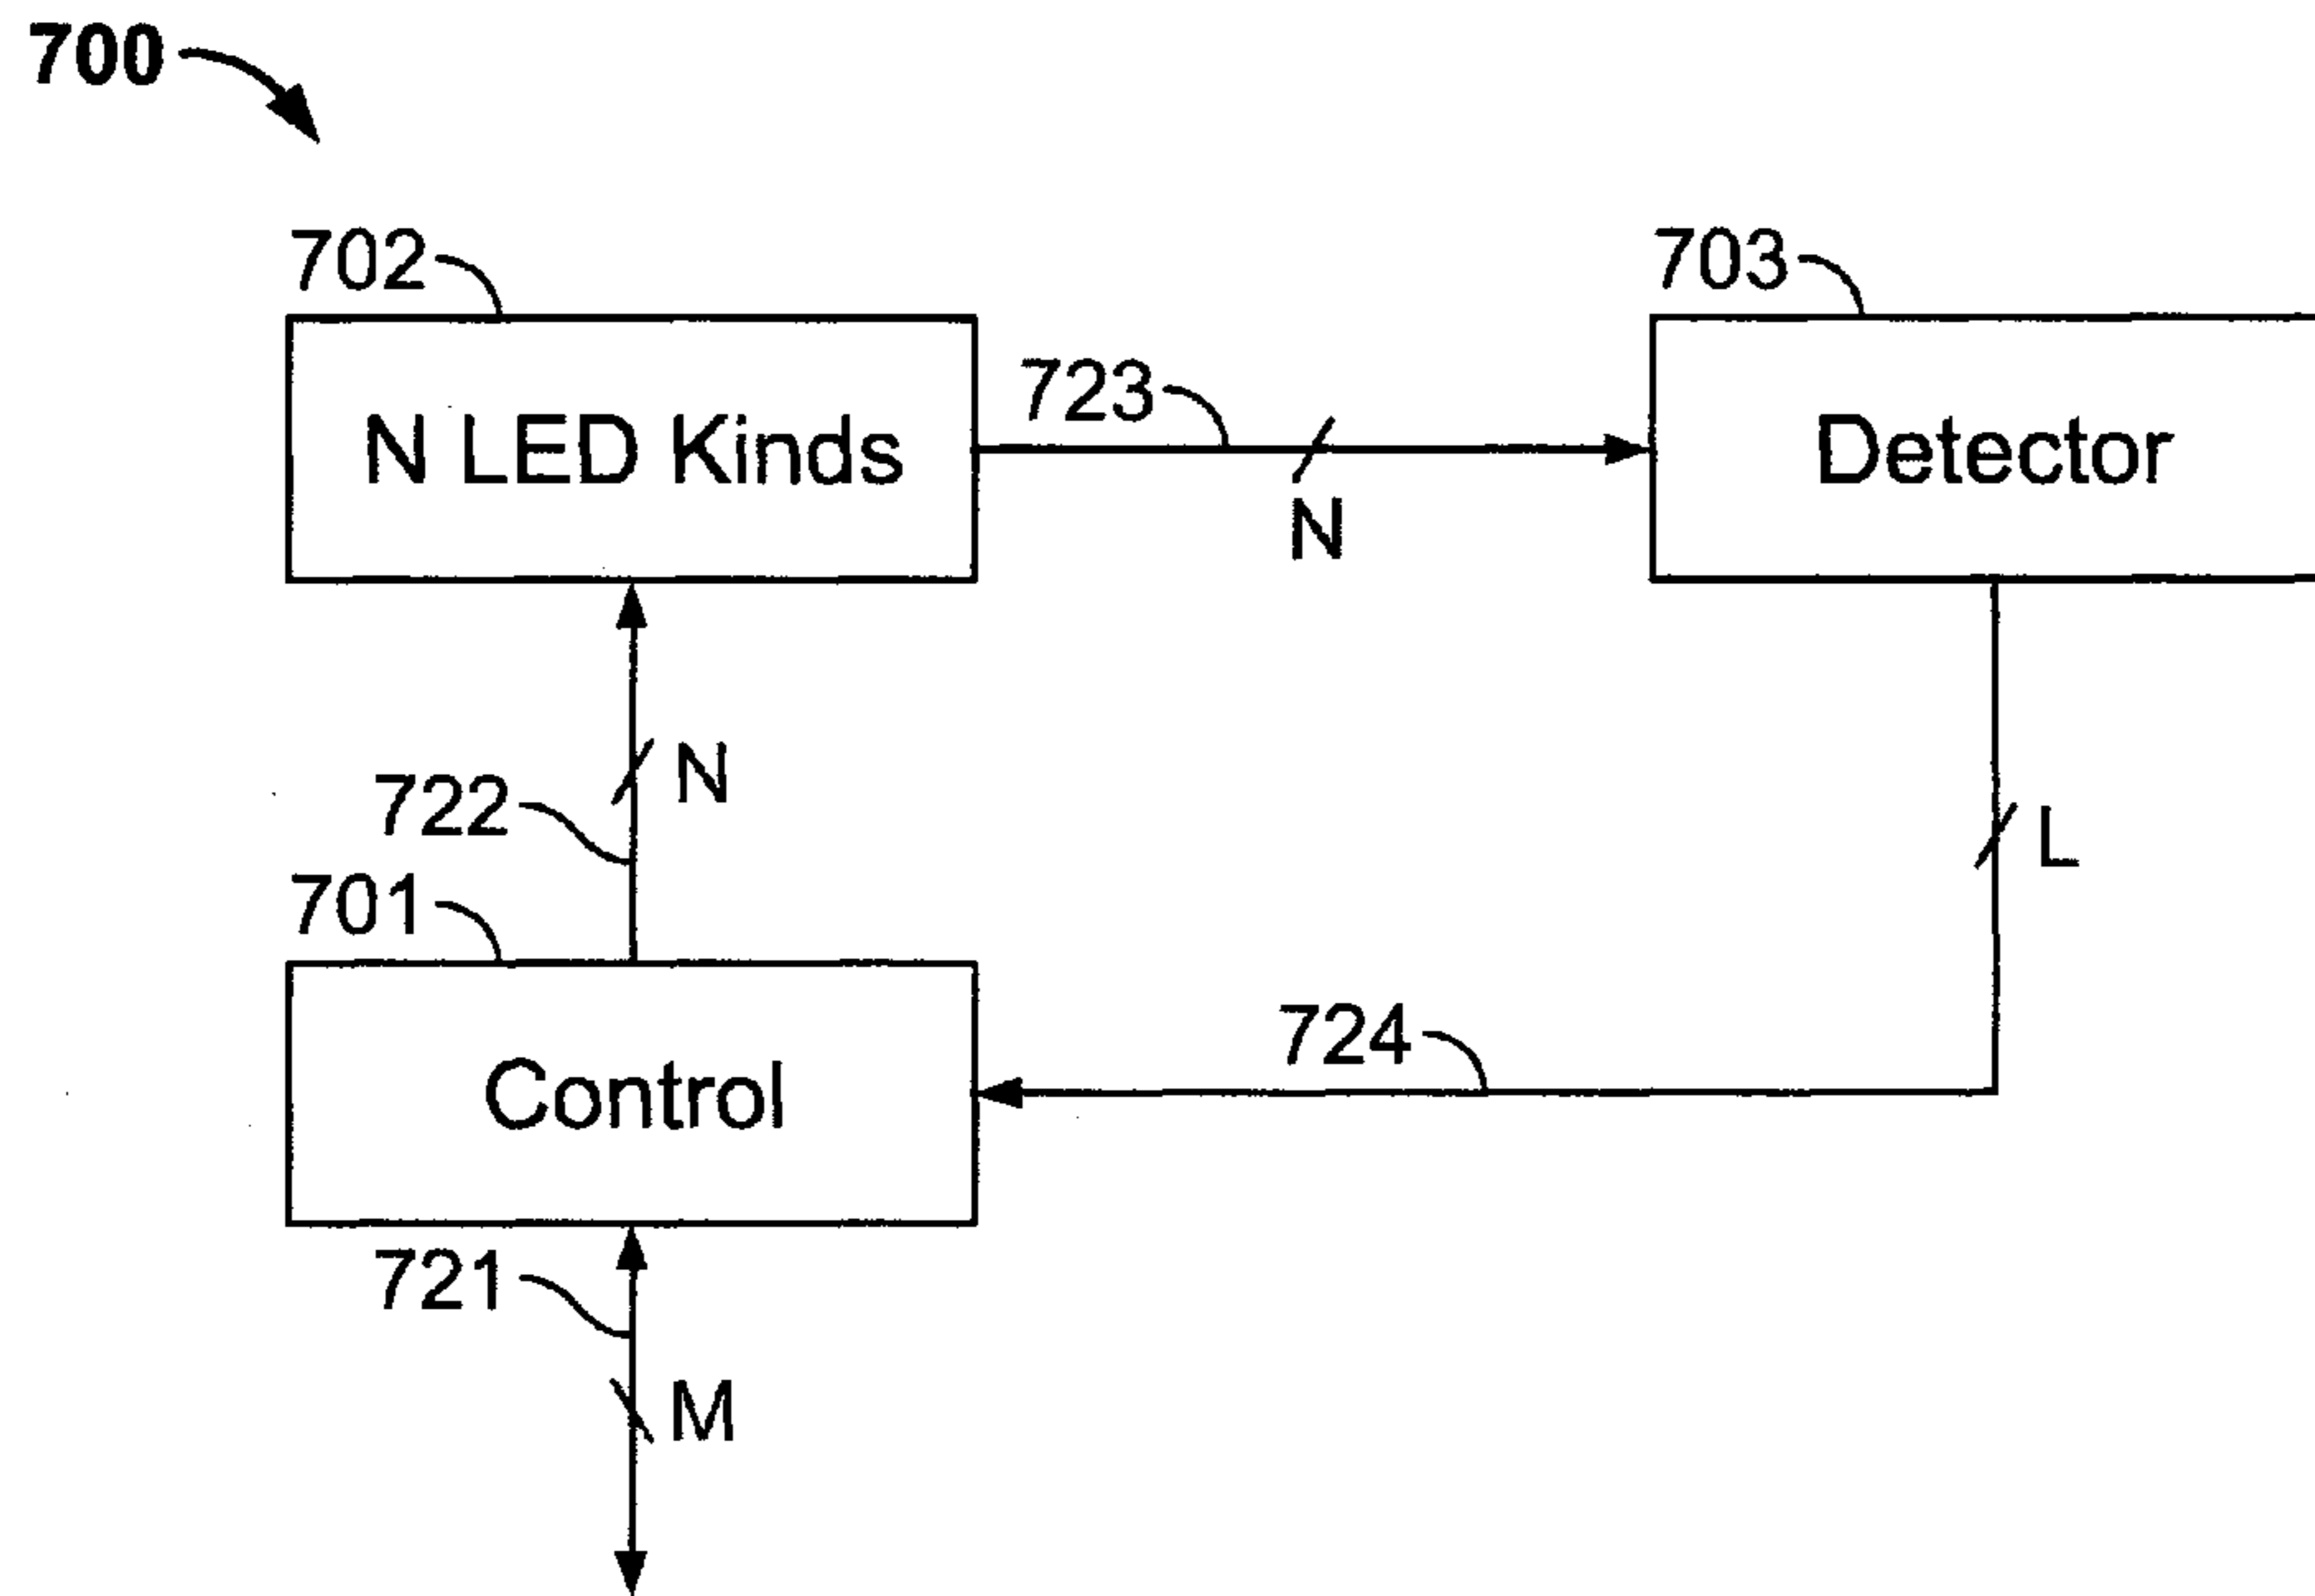 700
702
703
N LED Kinds
723
N
Detector
N
722
L
701
724
Control
721
M